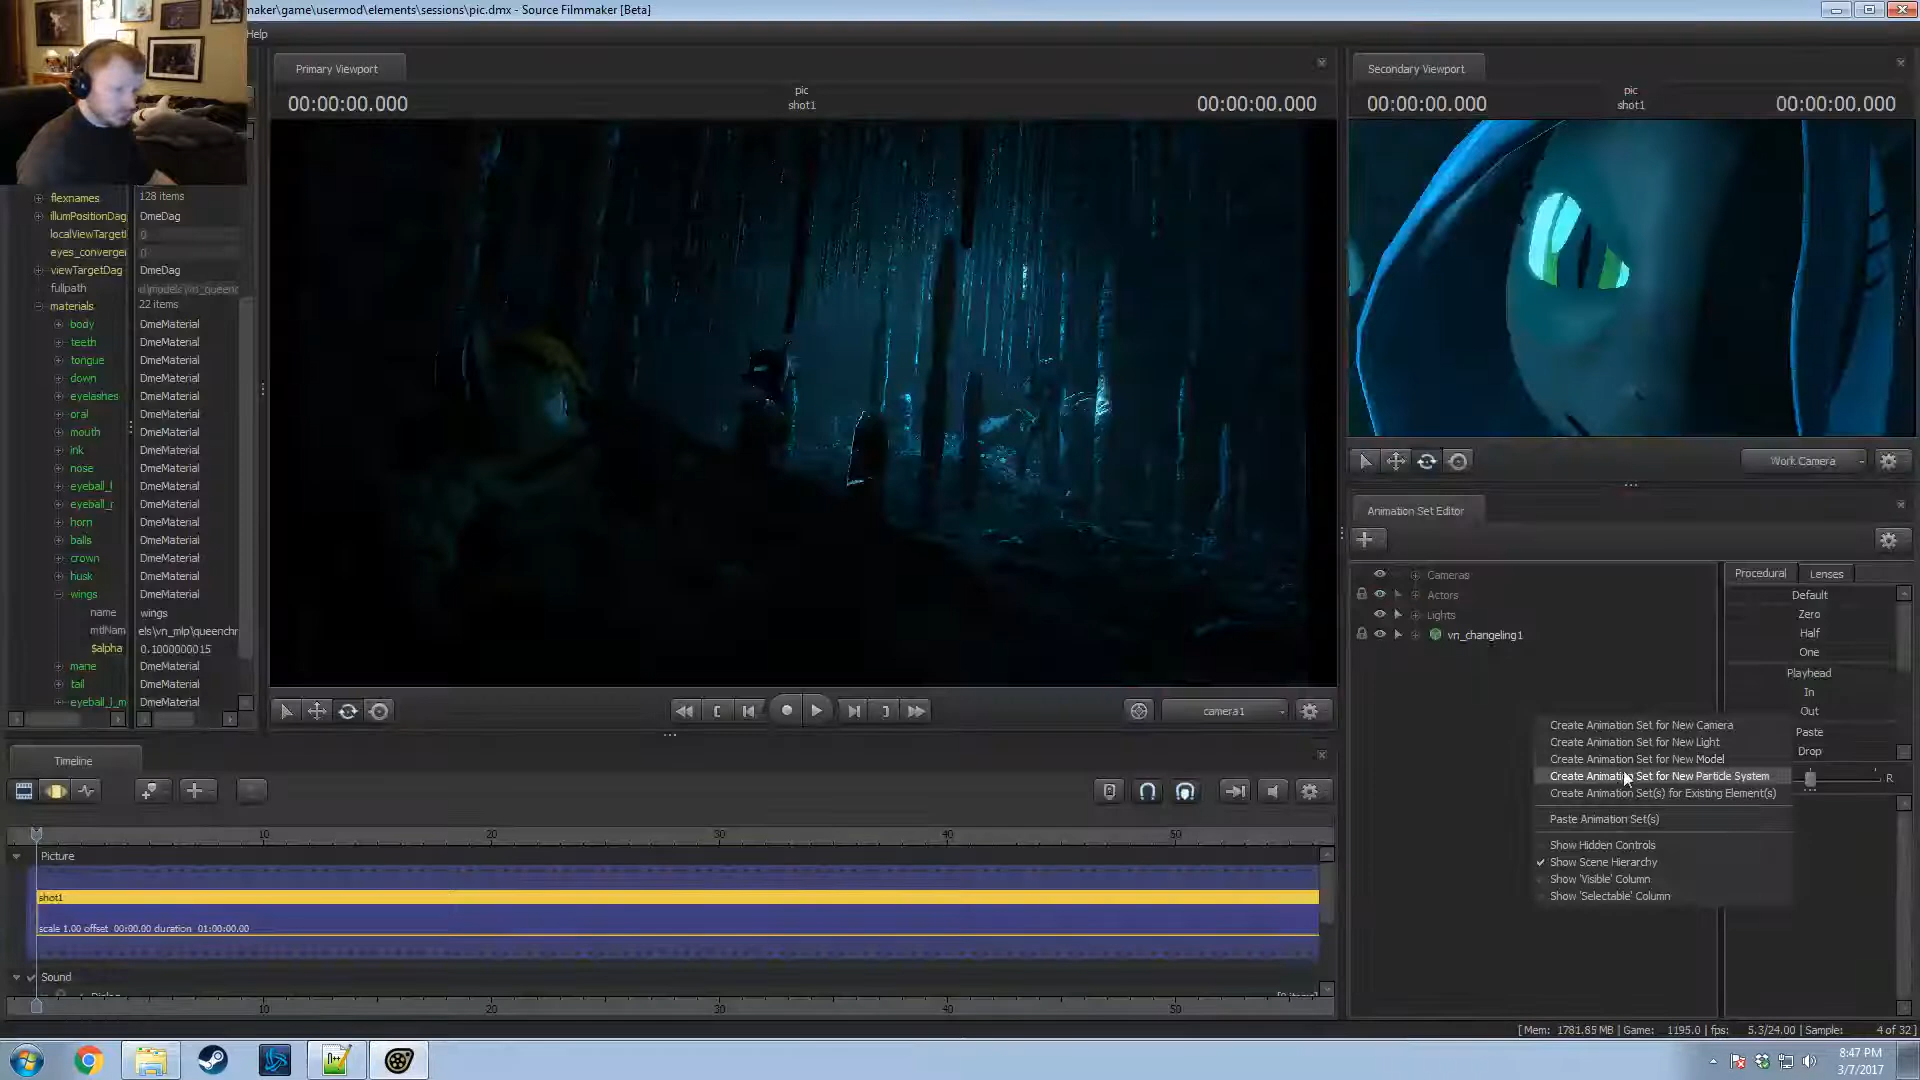 maker\game\usermod\elements\sessions\pic.dmx - Source Filmmaker [Beta]
Help
Primary Viewport
00:00:00.000
pic
shot1
00:00:00.000
Secondary Viewport
00:00:00.000
pic
shot1
00:00:00.000
flexnames 128 items
illumPositionDag DmeDag
localViewTarget 0
eyes_converge 0
viewTargetDag DmeDag
fullpath
materials 22 items
body DmeMaterial
teeth DmeMaterial
tongue DmeMaterial
down DmeMaterial
eyelashes DmeMaterial
oral DmeMaterial
mouth DmeMaterial
ink DmeMaterial
nose DmeMaterial
eyeball_l DmeMaterial
eyeball_r DmeMaterial
horn DmeMaterial
balls DmeMaterial
crown DmeMaterial
husk DmeMaterial
wings DmeMaterial
name wings
mtlNam els\vn_mlp\queenchr
$alpha 0.1000000015
mane DmeMaterial
tail DmeMaterial
eyeball_l_m DmeMaterial
camera1
Work Camera
Animation Set Editor
Cameras
Actors
Lights
vn_changeling1
Procedural
Lenses
Default
Zero
Half
One
Playhead
In
Out
Paste
Drop
R
Create Animation Set for New Camera
Create Animation Set for New Light
Create Animation Set for New Model
Create Animation Set for New Particle System
Create Animation Set(s) for Existing Element(s)
Paste Animation Set(s)
Show Hidden Controls
Show Scene Hierarchy
Show 'Visible' Column
Show 'Selectable' Column
Timeline
10 20 30 40 50
Picture
shot1
scale 1.00 offset 00:00.00 duration 01:00:00.00
Sound
10 20 30 40 50
[ Mem: 1781.85 MB | Game: 1195.0 | fps: 5.3/24.00 | Sample: 4 of 32 ]
8:47 PM
3/7/2017